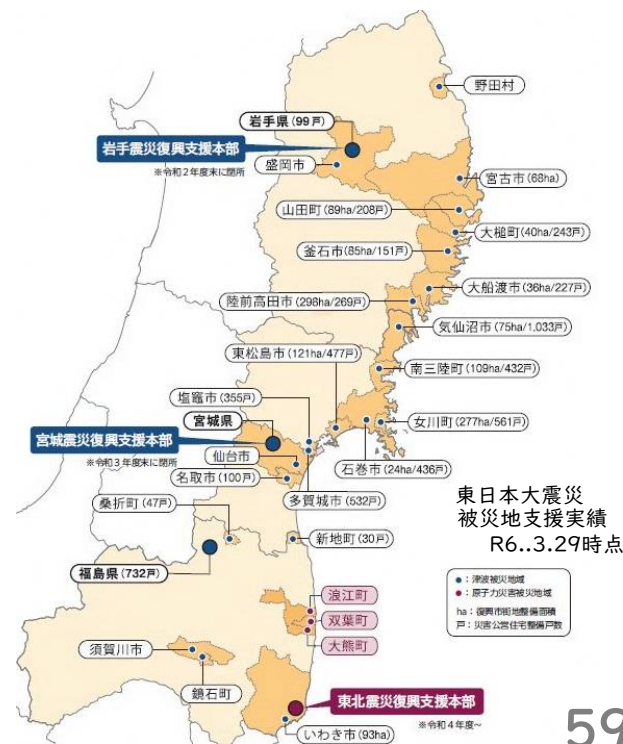 野田村
岩手県(99戸)
岩手震災復興支援本部
※令和2年度末に閉所
盛岡市
宮古市(68ha)
山田町(89ha/208戸)
大槌町(40ha/243戸)
釜石市(85ha/151戸)
大船渡市(36ha/227戸)
陸前高田市(298ha/269戸)
気仙沼市(75ha/1,033戸)
東松島市(121ha/477戸)
南三陸町(109ha/432戸)
塩竈市(355戸)
宮城県
女川町(277ha/561戸)
宮城震災復興支援本部
※令和3年度末に閉所
仙台市
石巻市(24ha/436戸)
名取市(100戸)
多賀城市(532戸)
桑折町(47戸)
東日本大震災
被災地支援実績
R6..3.29時点
新地町(30戸)
福島県(732戸)
●:津波被災地域
●:原子力災害被災地域
ha:復興市街地整備面積
戸:災害公営住宅整備戸数
浪江町
双葉町
大熊町
須賀川市
鏡石町
東北震災復興支援本部
※令和4年度~
いわき市(93ha)
59